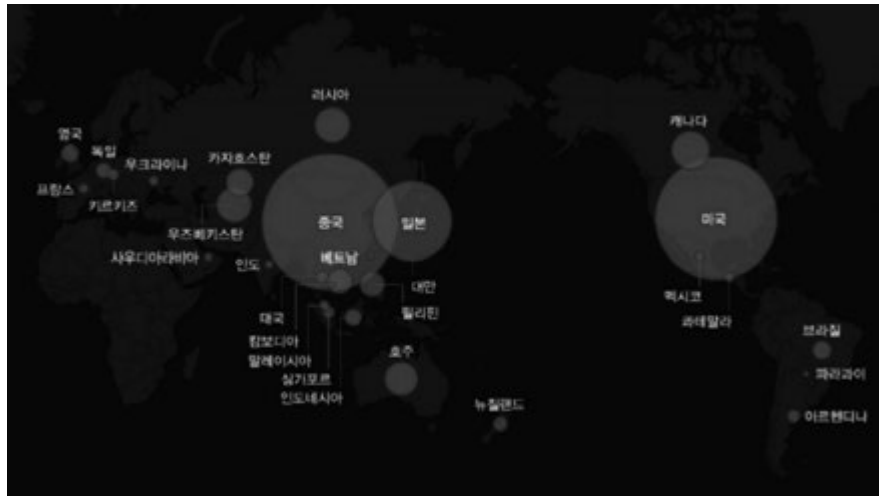 러시아
캐나다
영국
독일
우크라이나
카자흐스탄
프랑스
키르키즈
중국
일본
미국
우즈베키스탄
사우디아라비아
인도
베트남
대만
멕시코
태국
필리핀
과테말라
캄보디아
브라질
말레이시아
호주
싱가포르
파라과이
인도네시아
뉴질랜드
아르헨티나